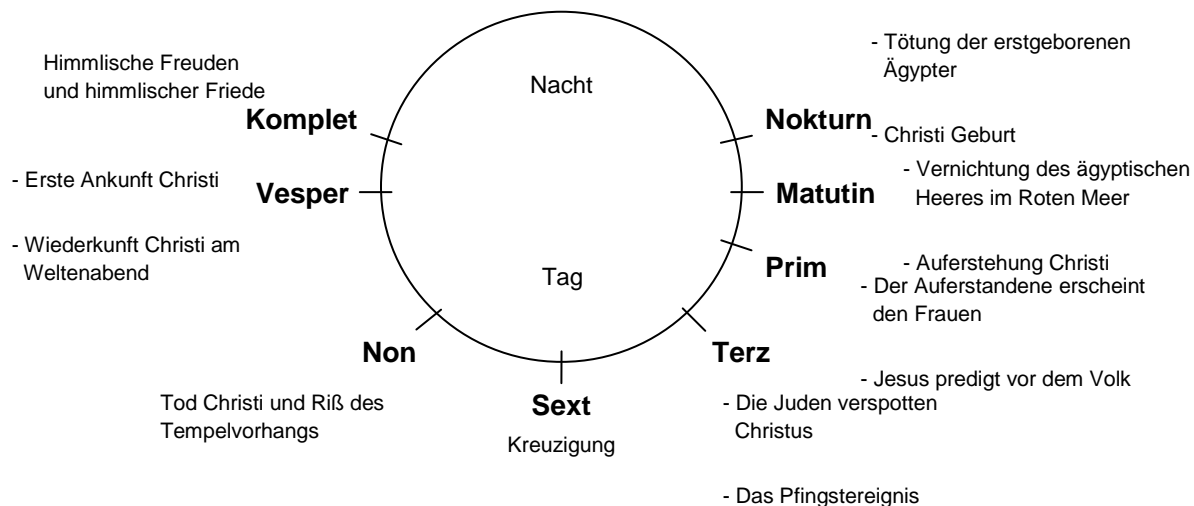 Himmlische Freuden
und himmlischer Friede
Komplet
Nacht
- Tötung der erstgeborenen
Ägypter
Nokturn
- Christi Geburt
- Erste Ankunft Christi
Vesper
Matutin
- Vernichtung des ägyptischen
Heeres im Roten Meer
- Wiederkunft Christi am
Weltenabend
Tag
Prim
- Auferstehung Christi
- Der Auferstandene erscheint
den Frauen
Non
Terz
- Jesus predigt vor dem Volk
Tod Christi und Riß des
Tempelvorhangs
Sext
Kreuzigung
- Die Juden verspotten
Christus
- Das Pfingstereignis